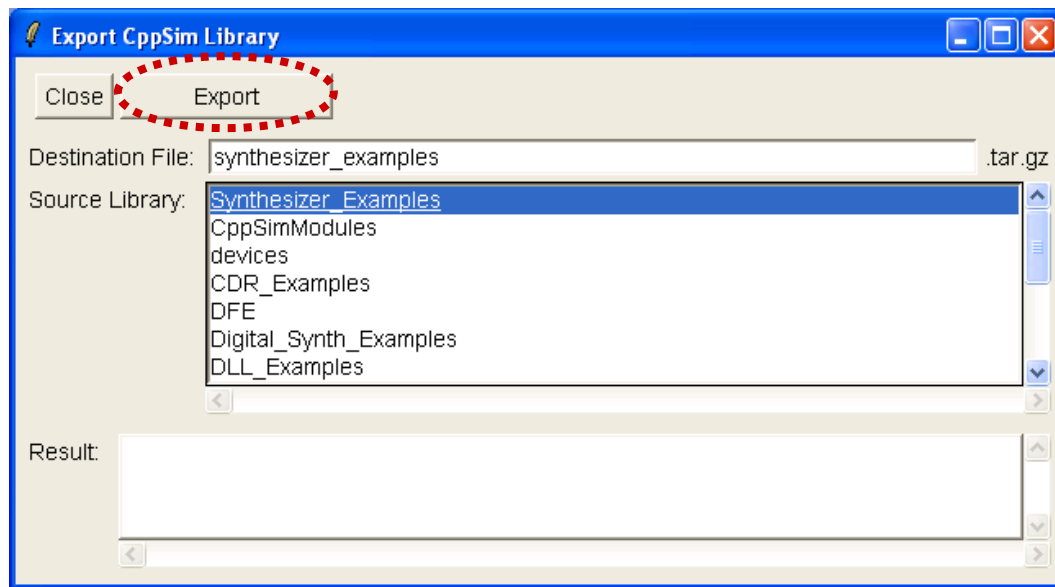 Export CppSim Library
Close Export
Destination File: synthesizer_examples .tar.gz
Source Library: Synthesizer_Examples
CppSimModules
devices
CDR_Examples
DFE
Digital_Synth_Examples
DLL_Examples
Result: